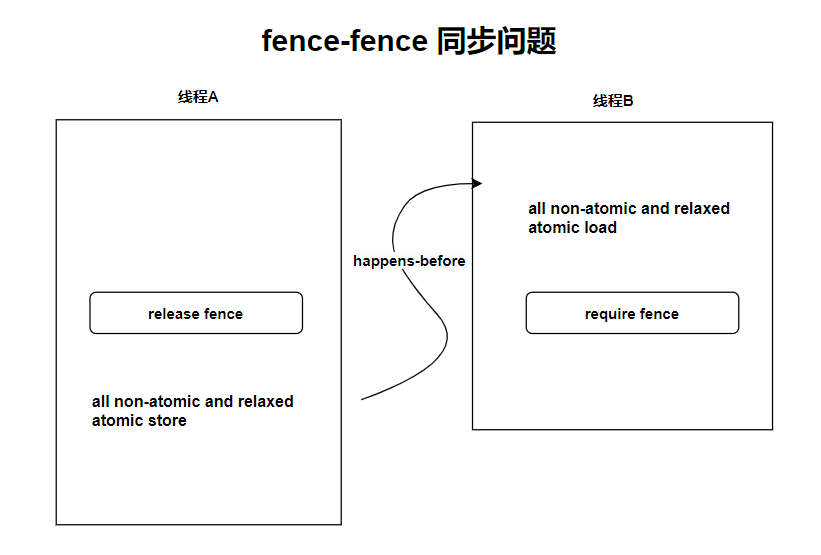 fence-fence 同步问题
线程A
线程B
all non-atomic and relaxed
atomic load
happens-before
release fence
require fence
all non-atomic and relaxed
atomic store